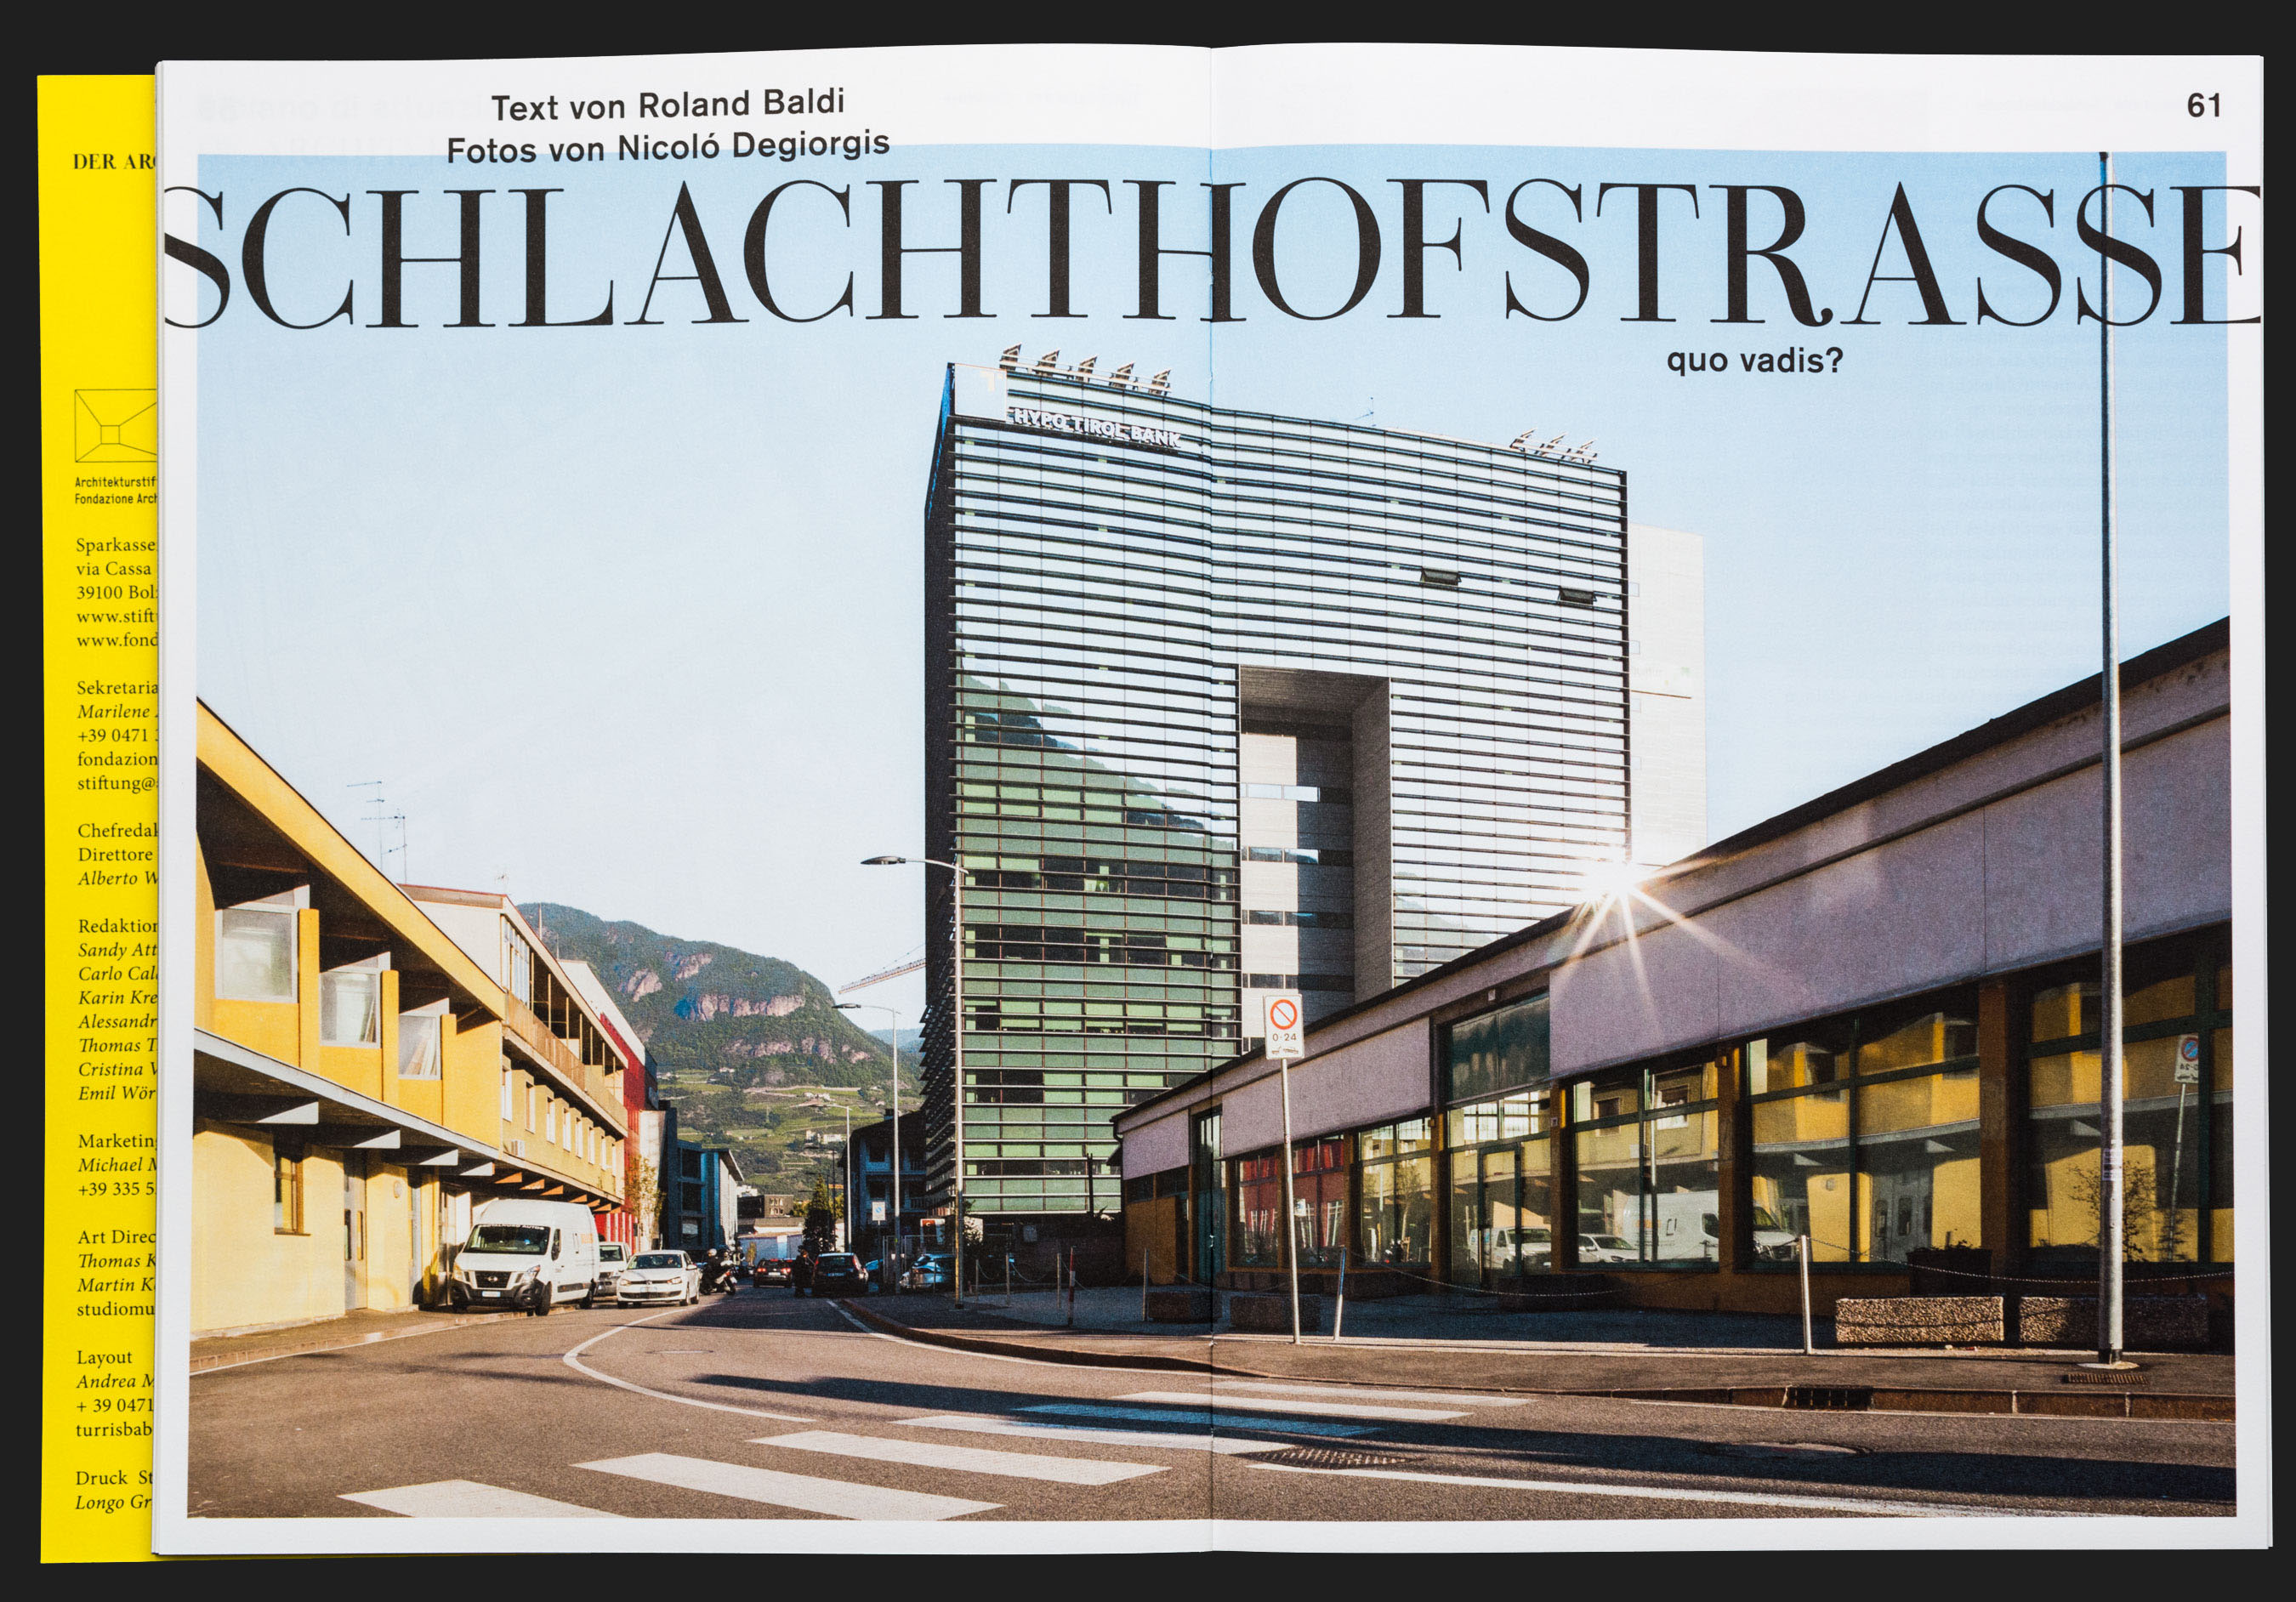 DER ARC
Architekturstif
Fondazione Arch
Sparkasse
via Cassa
39100 Bol
www.stift
www.fond
Sekretaria
Marilene
+39 0471
fondazion
stiftung@
Chefredak
Direttore
Alberto W
Redaktion
Sandy Att
Carlo Cal
Karin Kre
Alessandr
Thomas T
Cristina V
Emil Wör
Marketing
Michael M
+39 335 5
Art Direc
Thomas K
Martin K
studiomu
Layout
Andrea M
+ 39 0471
turrisbab
Druck St
Longo Gr
Text von Roland Baldi
Fotos von Nicoló Degiorgis
61
SCHLACHTHOFSTRASSE
quo vadis?
HYPO TIROL BANK
0-24
0-24